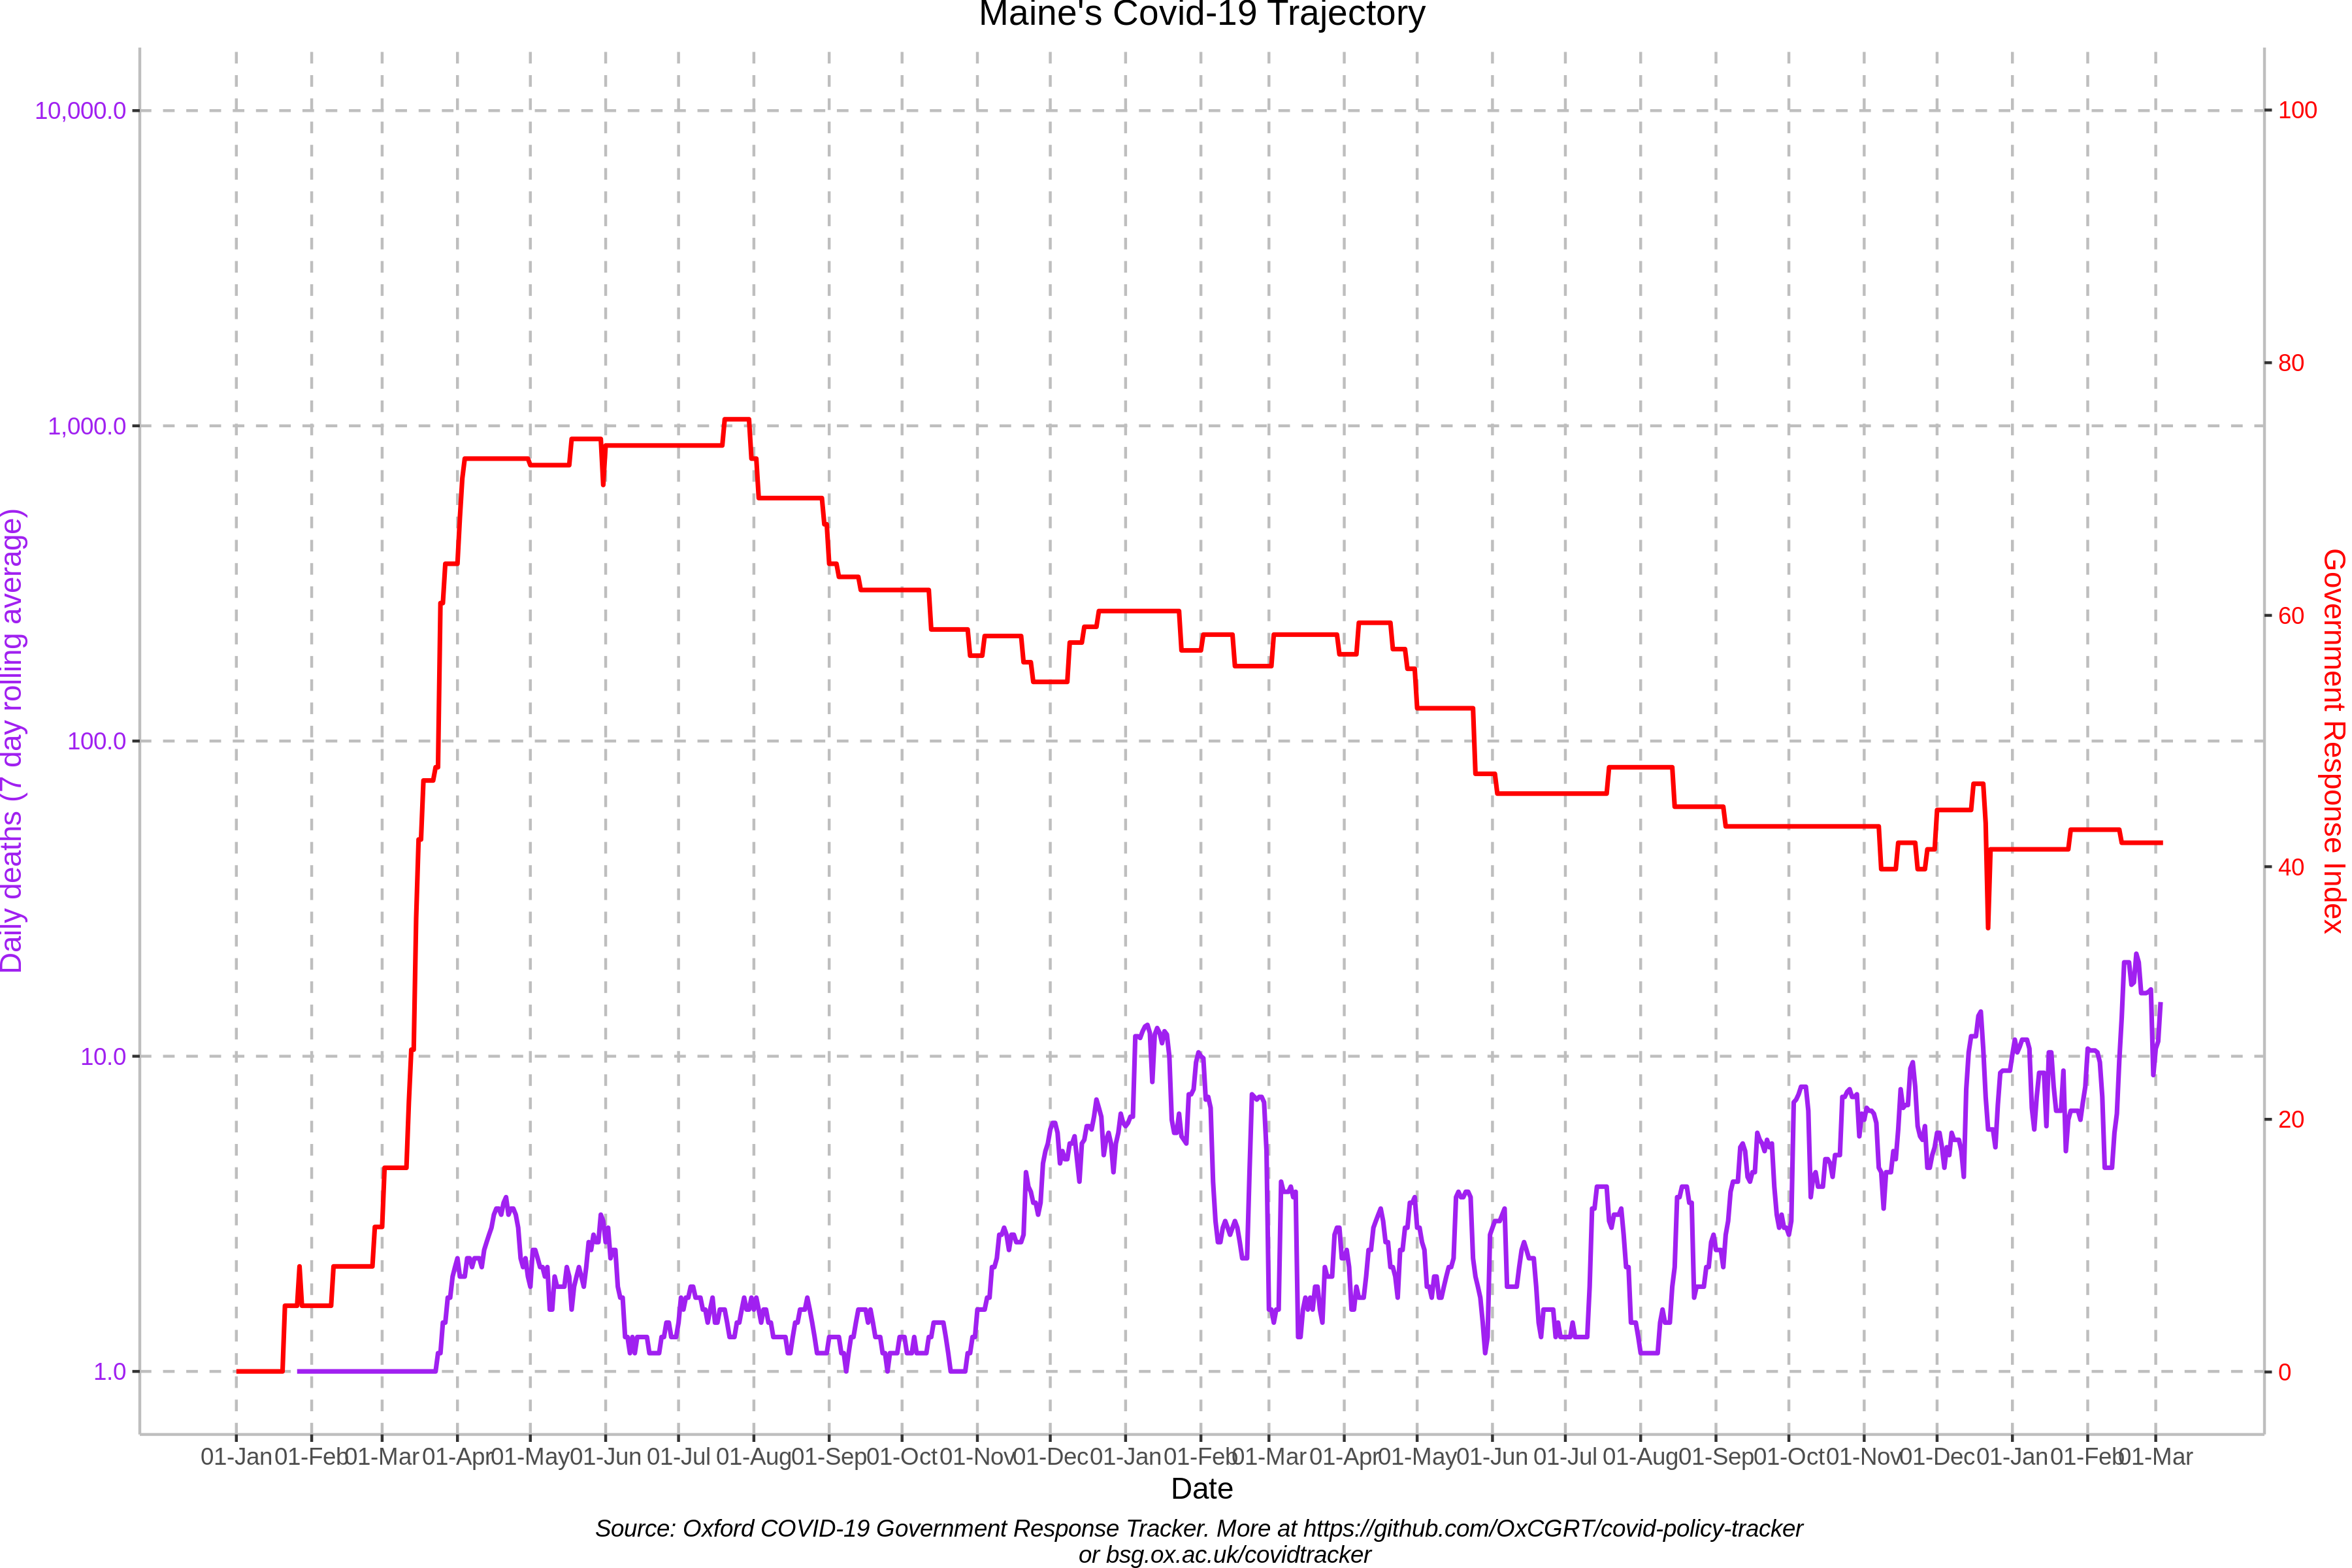 Maine's Covid-19 Trajectory
10,000.0
1,000.0
100.0
10.0
1.0
Daily deaths (7 day rolling average)
100
80
60
40
20
0
Government Response Index
01-Jan 01-Feb 01-Mar 01-Apr 01-May 01-Jun 01-Jul 01-Aug 01-Sep 01-Oct 01-Nov 01-Dec 01-Jan 01-Feb 01-Mar 01-Apr 01-May 01-Jun 01-Jul 01-Aug 01-Sep 01-Oct 01-Nov 01-Dec 01-Jan 01-Feb 01-Mar
Date
Source: Oxford COVID-19 Government Response Tracker. More at https://github.com/OxCGRT/covid-policy-tracker
or bsg.ox.ac.uk/covidtracker